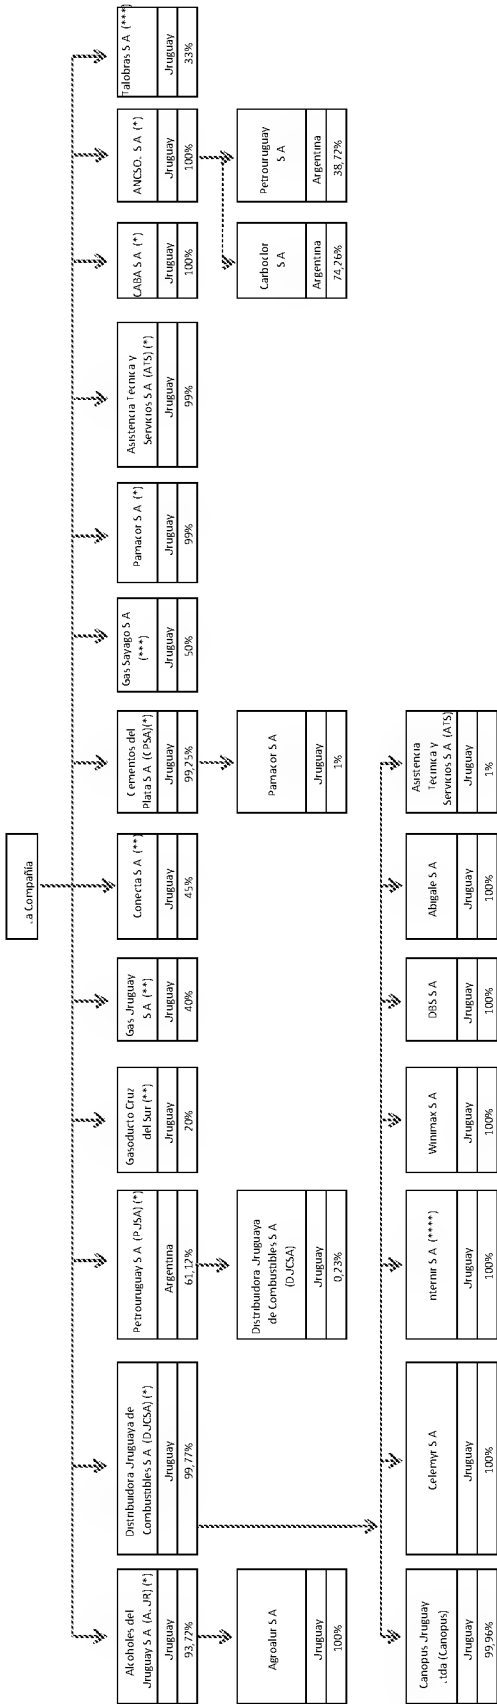 .a Compañía
Alcoholes del
Jruguay S A (A.JR) (*)
Jruguay
93,72%
Distribuidora Jruguaya de
Combustibles S A (DJCSA) (*)
Jruguay
99,77%
Petrouruguay S A (PJSA) (*)
Argentina
61,12%
Gasoducto Cruz
del Sur (**)
Jruguay
20%
Gas Jruguay
S A (**)
Jruguay
40%
Conecta S A (**)
Jruguay
45%
Cementos del
Plata S A (CPSA)(*)
Jruguay
99,25%
Gas Sayago S A
(***)
Jruguay
50%
Pamacor S A (*)
Jruguay
99%
Asistencia Tecnica y
Servicios S A (ATS) (*)
Jruguay
99%
CABA S A (*)
Jruguay
100%
ANCSO. S A (*)
Jruguay
100%
Talobras S A (***)
Jruguay
33%
Agroalur S A
Jruguay
100%
Distribuidora Jruguaya
de Combustibles S A
(DJCSA)
Jruguay
0,23%
Pamacor S A
Jruguay
1%
Carboclor
S A
Argentina
74,26%
Petrouruguay
S A
Argentina
38,72%
Canopus Jruguay
.tda (Canopus)
Jruguay
99,96%
Celemyr S A
Jruguay
100%
nternir S A (****)
Jruguay
100%
Winimax S A
Jruguay
100%
DBS S A
Jruguay
100%
Abigale S A
Jruguay
100%
Asistencia
Tecnica y
Servicios S A (ATS)
Jruguay
1%